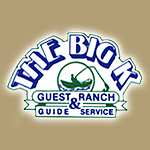 THE BIG K
GUEST RANCH
&
GUIDE SERVICE